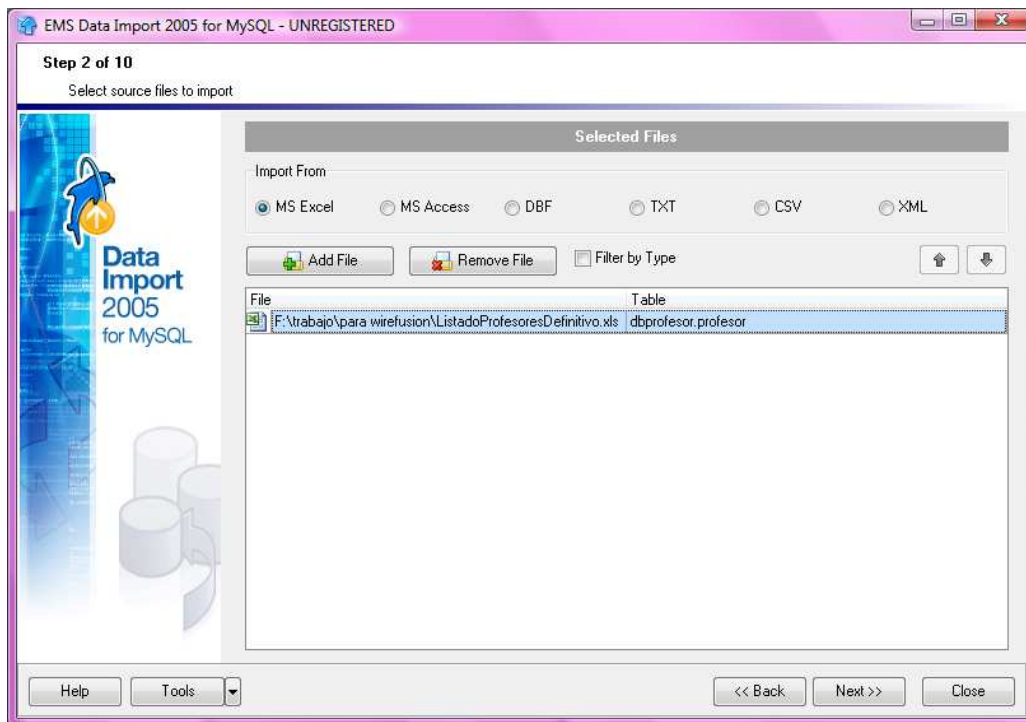 EMS Data Import 2005 for MySQL - UNREGISTERED
Step 2 of 10
Select source files to import
Data
Import
2005
for MySQL
Selected Files
Import From
MS Excel MS Access DBF TXT CSV XML
Add File Remove File Filter by Type
File Table
F:\trabajo\para wirefusion\ListadoProfesoresDefinitivo.xls dbprofesor.profesor
Help Tools << Back Next >> Close